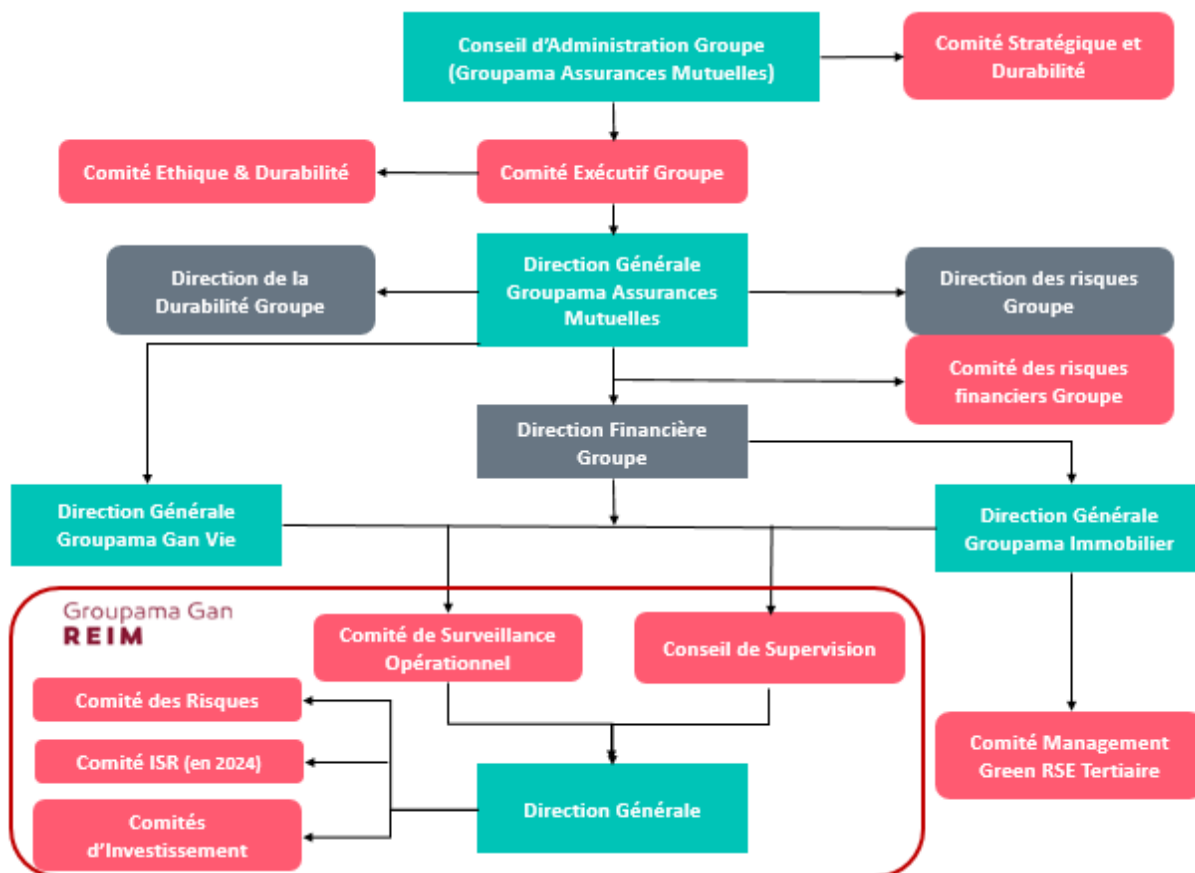 Conseil d'Administration Groupe
(Groupama Assurances Mutuelles)
Comité Stratégique et
Durabilité
Comité Ethique & Durabilité
Comité Exécutif Groupe
Direction de la
Durabilité Groupe
Direction Générale
Groupama Assurances
Mutuelles
Direction des risques
Groupe
Comité des risques
financiers Groupe
Direction Financière
Groupe
Direction Générale
Groupama Gan Vie
Direction Générale
Groupama Immobilier
Groupama Gan
REIM
Comité de Surveillance
Opérationnel
Conseil de Supervision
Comité des Risques
Comité ISR (en 2024)
Comités
d'Investissement
Direction Générale
Comité Management
Green RSE Tertiaire